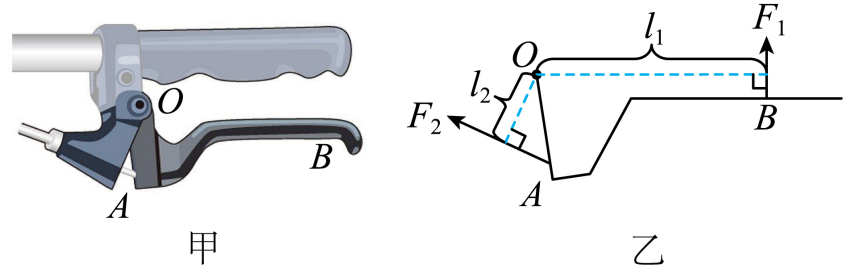 O
B
A
甲
F₁
l₁
O
l₂
F₂
B
A
乙